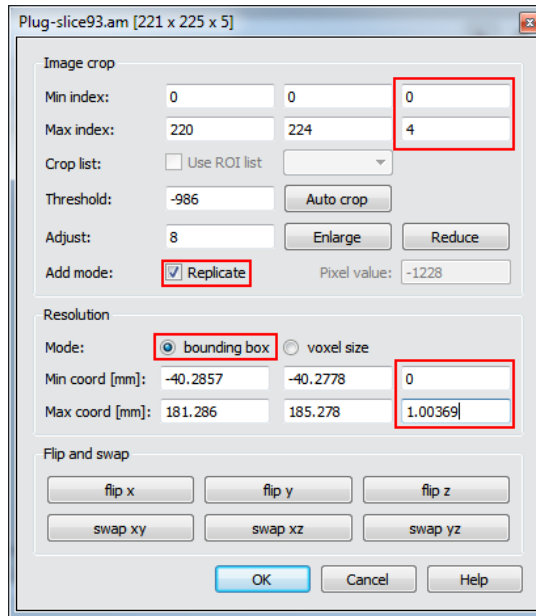 Plug-slice93.am [221 x 225 x 5]
Image crop
Min index: 0 0 0
Max index: 220 224 4
Crop list: Use ROI list
Threshold: -986 Auto crop
Adjust: 8 Enlarge Reduce
Add mode: Replicate Pixel value: -1228
Resolution
Mode: bounding box voxel size
Min coord [mm]: -40.2857 -40.2778 0
Max coord [mm]: 181.286 185.278 1.00369
Flip and swap
flip x flip y flip z
swap xy swap xz swap yz
OK Cancel Help